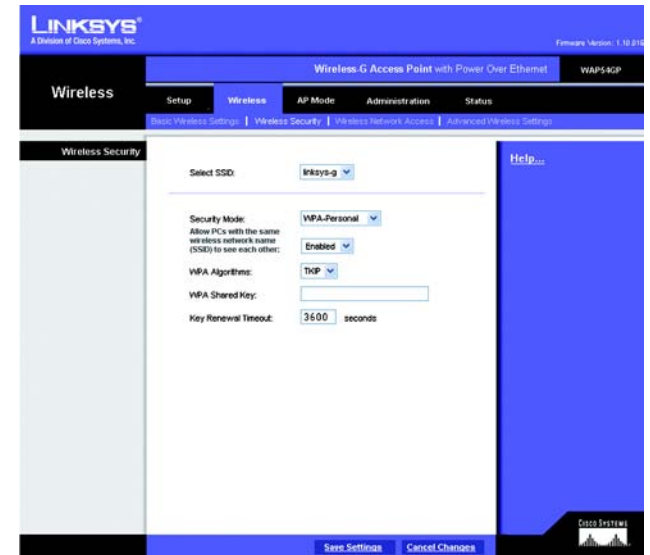 LINKSYS®
A Division of Cisco Systems, Inc.
Firmware Version: 1.10
Wireless-G Access Point with Power Over Ethernet
WAP54GP
Wireless
Setup
Wireless
AP Mode
Administration
Status
Basic Wireless Settings | Wireless Security | Wireless Network Access | Advanced Wireless Settings
Wireless Security
Help...
Select SSID:
linksys-g
Security Mode:
WPA-Personal
Allow PCs with the same
wireless network name
(SSID) to see each other:
Enabled
WPA Algorithms:
TKIP
WPA Shared Key:
Key Renewal Timeout:
3600
seconds
Save Settings
Cancel Changes
CISCO SYSTEMS